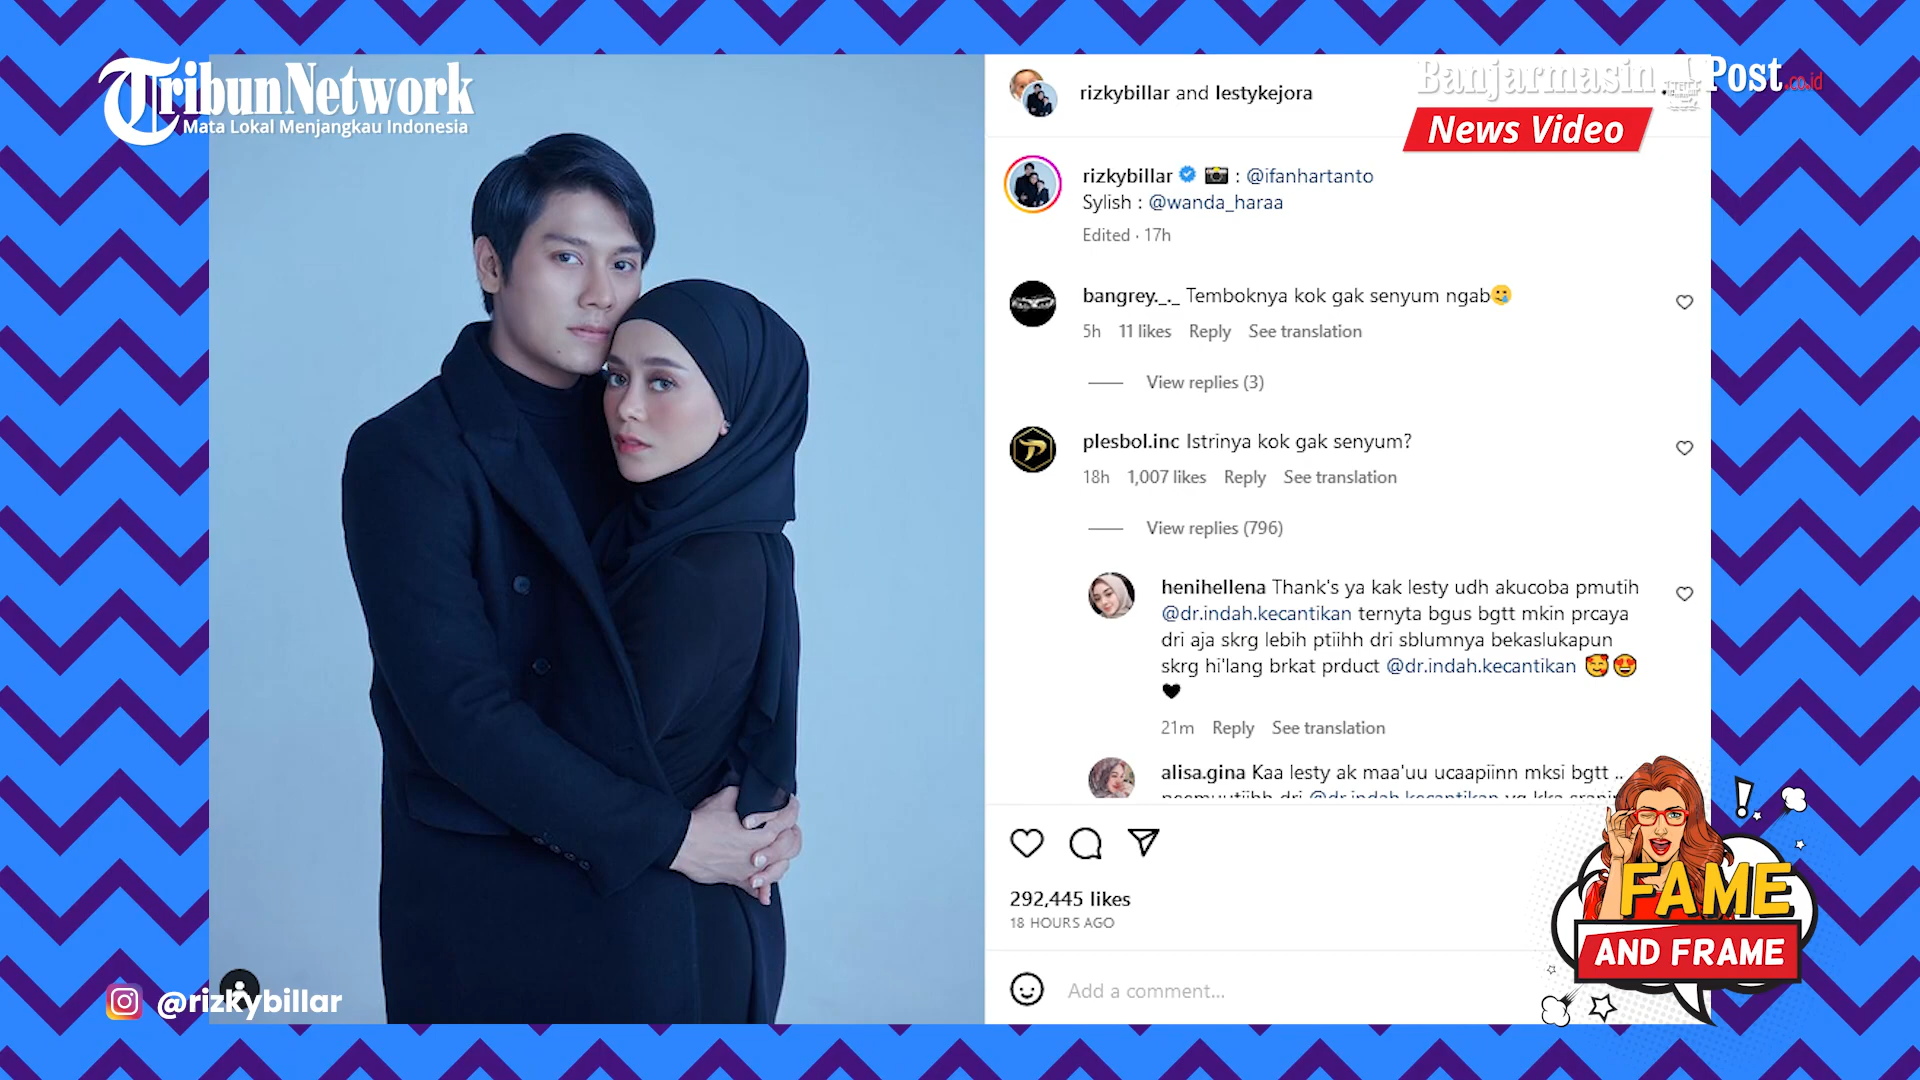 TribunNetwork
Mata Lokal Menjangkau Indonesia
Banjarmasin Post.co.id
News Video
rizkybillar and lestykejora
rizkybillar : @ifanhartanto
Sylish : @wanda_haraa
Edited · 17h
bangrey._._ Temboknya kok gak senyum ngab🥲
5h 11 likes Reply See translation
View replies (3)
plesbol.inc Istrinya kok gak senyum?
18h 1,007 likes Reply See translation
View replies (796)
henihellena Thank's ya kak lesty udh akucoba pmutih
@dr.indah.kecantikan ternyta bgus bgtt mkin prcaya
dri aja skrg lebih ptiihh dri sblumnya bekaslukapun
skrg hi'lang brkat prduct @dr.indah.kecantikan 🥰😍
🖤
21m Reply See translation
alisa.gina Kaa lesty ak maa'uu ucaapiinn mksi bgtt ..
@dr.indah.kecantikan
292,445 likes
18 HOURS AGO
Add a comment...
@rizkybillar
FAME
AND FRAME